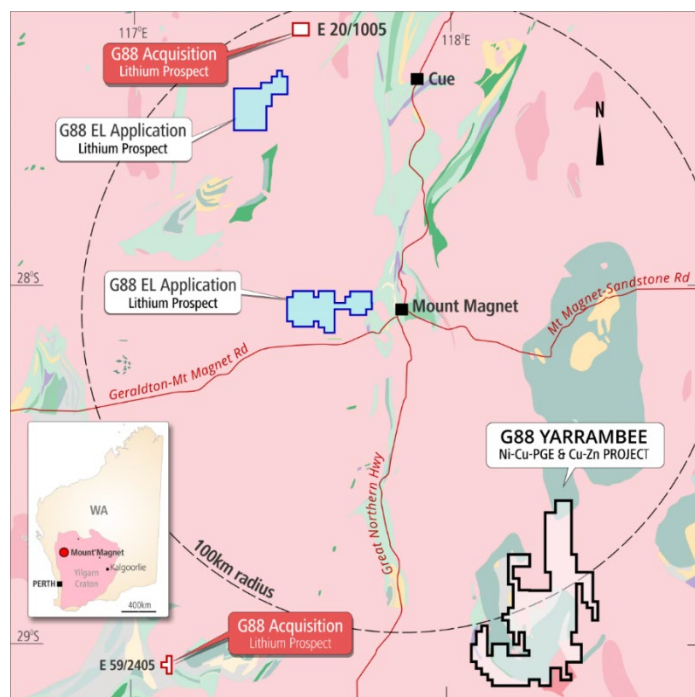 117°E
118°E
G88 Acquisition
Lithium Prospect
E 20/1005
Cue
G88 EL Application
Lithium Prospect
N
28°S
G88 EL Application
Lithium Prospect
Mount Magnet
Mt Magnet-Sandstone Rd
Geraldton-Mt Magnet Rd
Great Northern Hwy
G88 YARRAMBEE
Ni-Cu-PGE & Cu-Zn PROJECT
WA
Mount Magnet
Kalgoorlie
Yilgarn
Craton
PERTH
400km
100km radius
29°S
G88 Acquisition
Lithium Prospect
E 59/2405